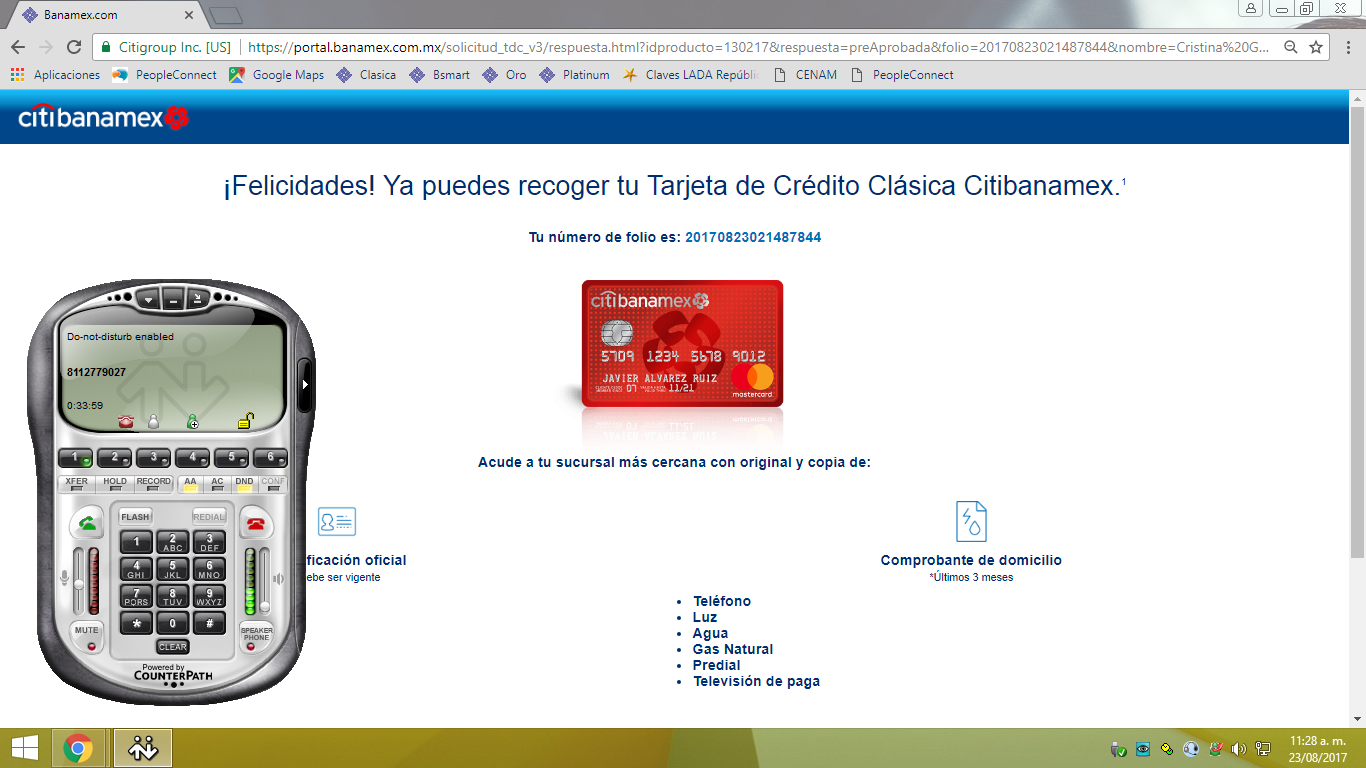 Banamex.com
Citigroup Inc. [US]
https://portal.banamex.com.mx/solicitud_tdc_v3/respuesta.html?idproducto=130217&respuesta=preAprobada&folio=20170823021487844&nombre=Cristina%20G...
Aplicaciones PeopleConnect Google Maps Clasica Bsmart Oro Platinum Claves LADA Repúbli CENAM PeopleConnect
citibanamex
¡Felicidades! Ya puedes recoger tu Tarjeta de Crédito Clásica Citibanamex.1
Tu número de folio es: 20170823021487844
citibanamex
5709 1234 5678 9012
JAVIER ALVAREZ RUIZ
07 11/21
mastercard
Acude a tu sucursal más cercana con original y copia de:
ficación oficial
ebe ser vigente
Comprobante de domicilio
*Últimos 3 meses
• Teléfono
• Luz
• Agua
• Gas Natural
• Predial
• Televisión de paga
Do-not-disturb enabled
8112779027
0:33:59
1 2 3 4 5 6
XFER HOLD RECORD AA AC DND CONF
FLASH REDIAL
1 2 ABC 3 DEF
4 GHI 5 JKL 6 MNO
7 PQRS 8 TUV 9 WXYZ
* 0 #
MUTE
SPEAKER PHONE
CLEAR
Powered by
COUNTERPATH
11:28 a. m.
23/08/2017